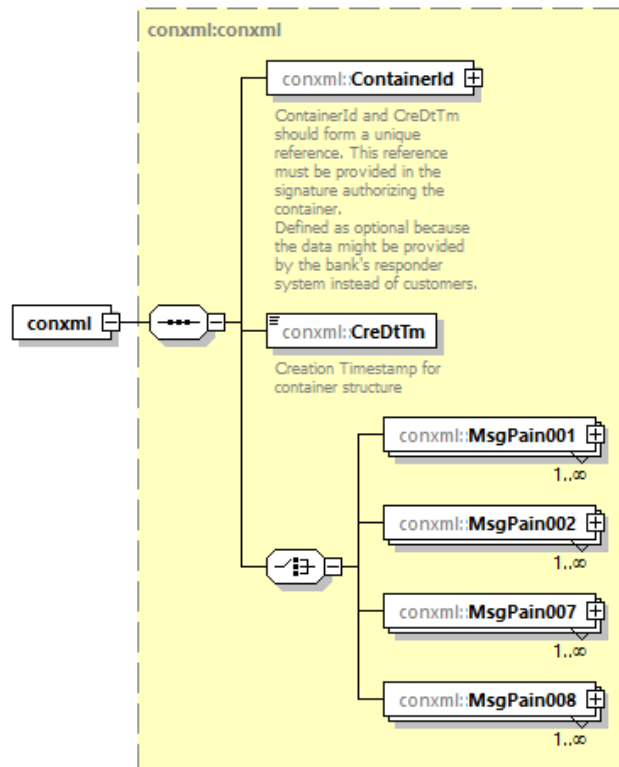 conxml:conxml
conxml::ContainerId
ContainerId and CreDtTm
should form a unique
reference. This reference
must be provided in the
signature authorizing the
container.
Defined as optional because
the data might be provided
by the bank's responder
system instead of customers.
conxml
conxml::CreDtTm
Creation Timestamp for
container structure
conxml::MsgPain001
1..∞
conxml::MsgPain002
1..∞
conxml::MsgPain007
1..∞
conxml::MsgPain008
1..∞